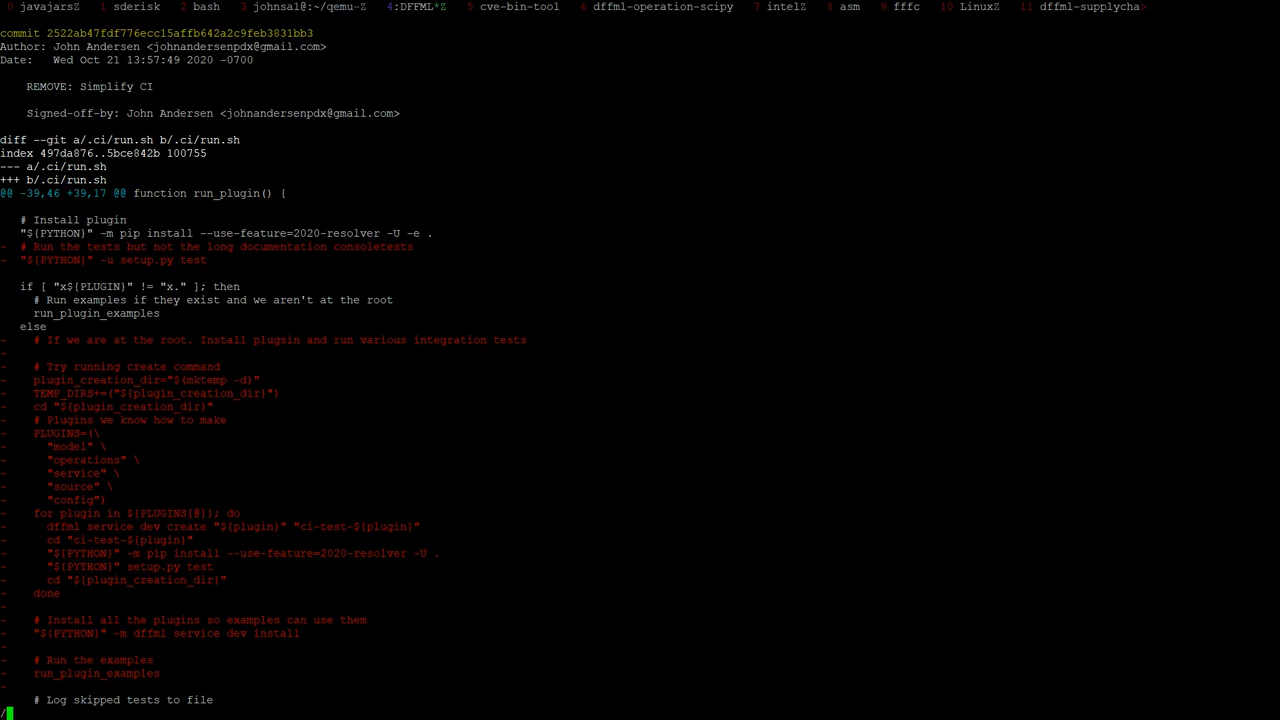 0 javajarsZ  1 sderisk  2 bash  3 johnsa1@:~/qemu-Z  4:DFFML*Z  5 cve-bin-tool  6 dffml-operation-scipy  7 intelZ  8 asm  9 fffc  10 LinuxZ  11 dffml-supplycha>
commit 2522ab47fdf776ecc15affb642a2c9feb3831bb3
Author: John Andersen <johnandersenpdx@gmail.com>
Date:   Wed Oct 21 13:57:49 2020 -0700
    REMOVE: Simplify CI
    Signed-off-by: John Andersen <johnandersenpdx@gmail.com>
diff --git a/.ci/run.sh b/.ci/run.sh
index 497da876..5bce842b 100755
--- a/.ci/run.sh
+++ b/.ci/run.sh
@@ -39,46 +39,17 @@ function run_plugin() {
   # Install plugin
   "${PYTHON}" -m pip install --use-feature=2020-resolver -U -e .
-  # Run the tests but not the long documentation consoletests
-  "${PYTHON}" -u setup.py test
   if [ "x${PLUGIN}" != "x." ]; then
     # Run examples if they exist and we aren't at the root
     run_plugin_examples
   else
-    # If we are at the root. Install plugsin and run various integration tests
-
-    # Try running create command
-    plugin_creation_dir="$(mktemp -d)"
-    TEMP_DIRS+=("${plugin_creation_dir}")
-    cd "${plugin_creation_dir}"
-    # Plugins we know how to make
-    PLUGINS=(\
-      "model" \
-      "operations" \
-      "service" \
-      "source" \
-      "config")
-    for plugin in ${PLUGINS[@]}; do
-      dffml service dev create "${plugin}" "ci-test-${plugin}"
-      cd "ci-test-${plugin}"
-      "${PYTHON}" -m pip install --use-feature=2020-resolver -U .
-      "${PYTHON}" setup.py test
-      cd "${plugin_creation_dir}"
-    done
-
-    # Install all the plugins so examples can use them
-    "${PYTHON}" -m dffml service dev install
-
-    # Run the examples
-    run_plugin_examples
-
     # Log skipped tests to file
/